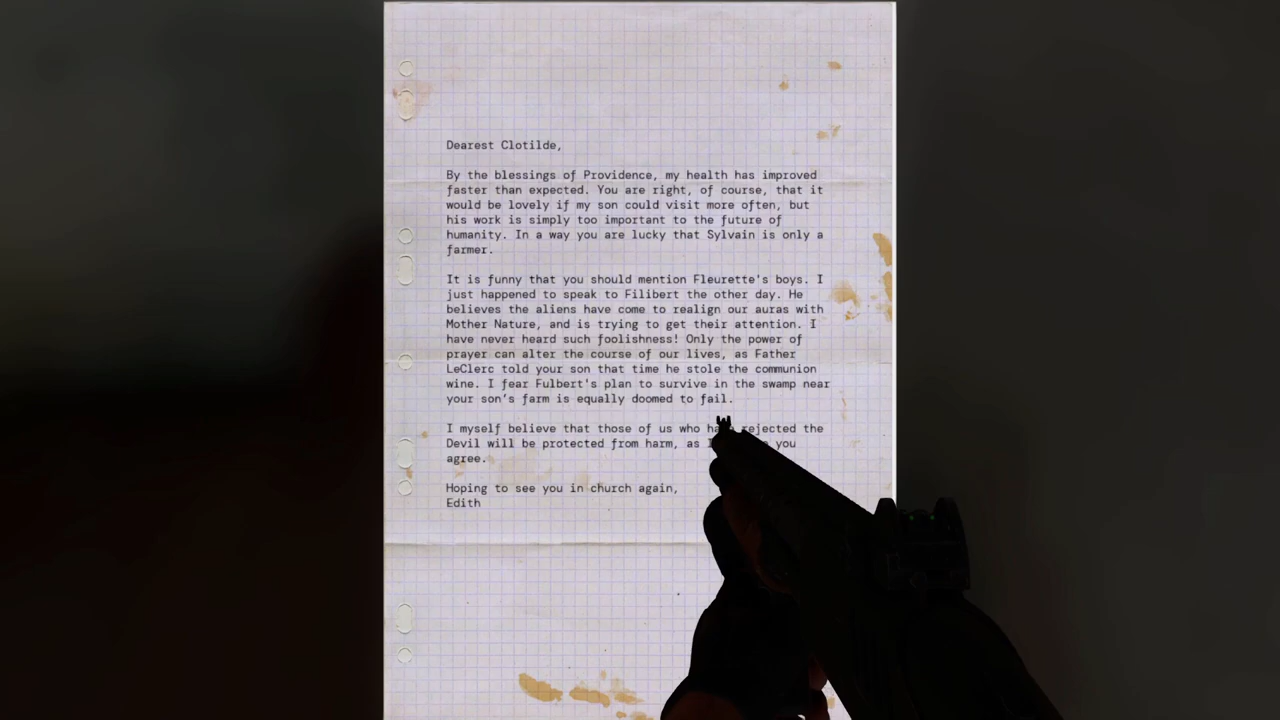 Dearest Clotilde,
By the blessings of Providence, my health has improved
faster than expected. You are right, of course, that it
would be lovely if my son could visit more often, but
his work is simply too important to the future of
humanity. In a way you are lucky that Sylvain is only a
farmer.
It is funny that you should mention Fleurette's boys. I
just happened to speak to Filibert the other day. He
believes the aliens have come to realign our auras with
Mother Nature, and is trying to get their attention. I
have never heard such foolishness! Only the power of
prayer can alter the course of our lives, as Father
LeClerc told your son that time he stole the communion
wine. I fear Fulbert's plan to survive in the swamp near
your son's farm is equally doomed to fail.
I myself believe that those of us who rejected the
Devil will be protected from harm, as you
agree.
Hoping to see you in church again,
Edith